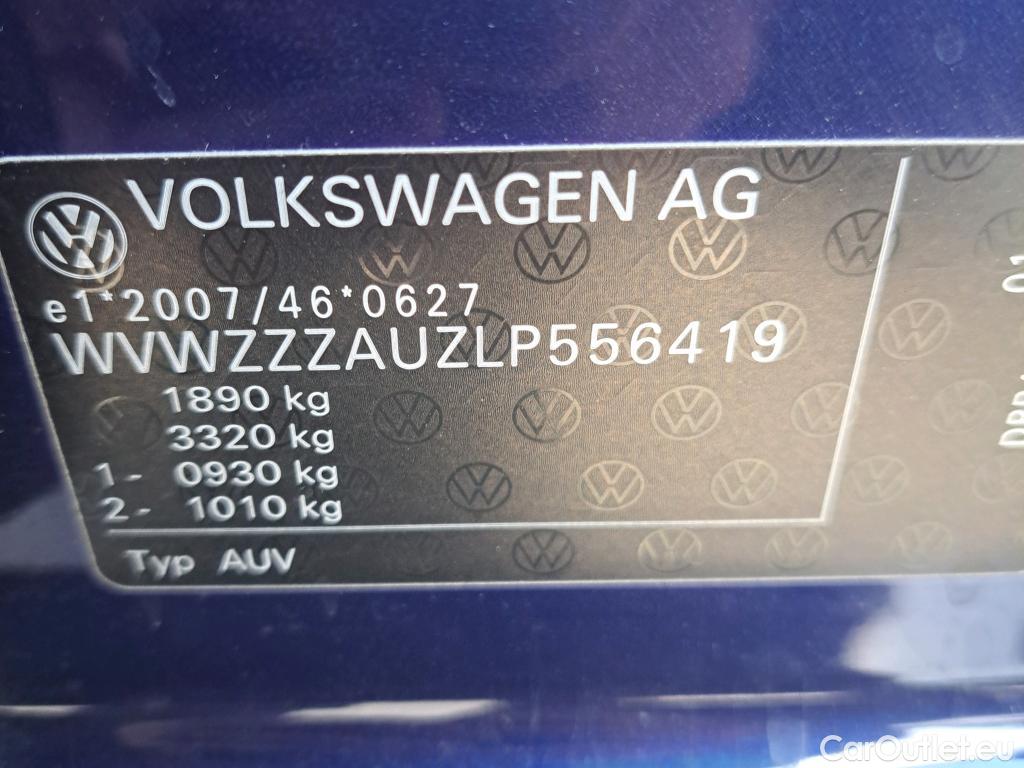 VOLKSWAGEN AG
e1*2007/46*0627
WVWZZZAUZLP556419
1890 kg
3320 kg
1- 0930 kg
2- 1010 kg
Typ AUV
01
CarOutlet.eu